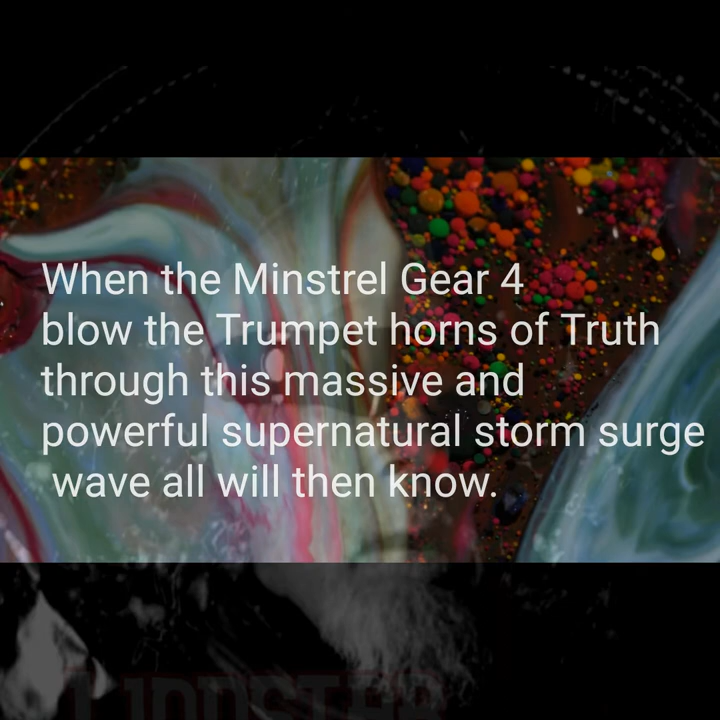 When the Minstrel Gear 4
blow the Trumpet horns of Truth
through this massive and
powerful supernatural storm surge
wave all will then know.